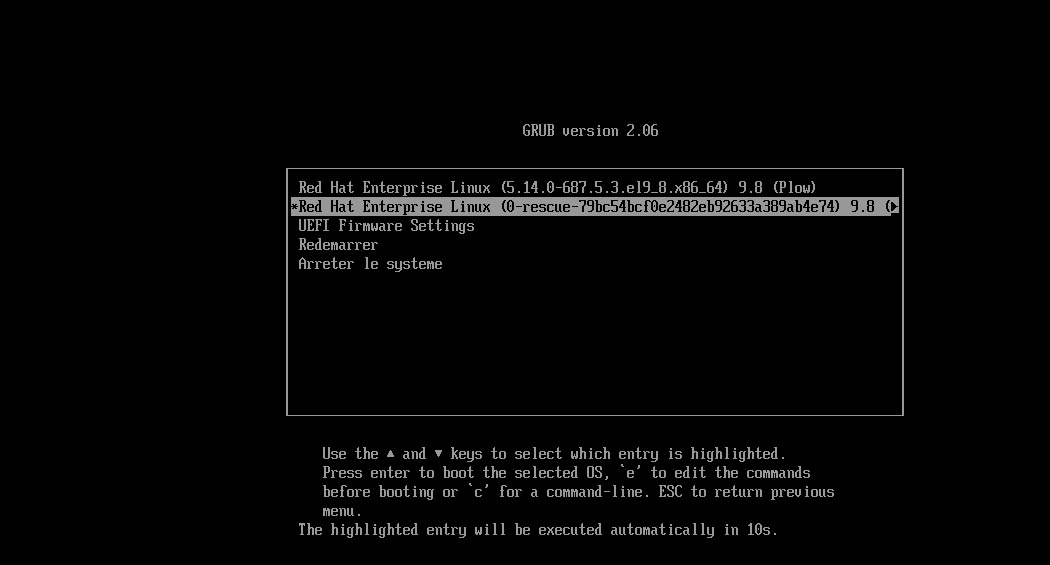 GRUB version 2.06
Red Hat Enterprise Linux (5.14.0-687.5.3.el9_8.x86_64) 9.8 (Plow)
*Red Hat Enterprise Linux (0-rescue-79bc54bcf0e2482eb92633a389ab4e74) 9.8 (▶
UEFI Firmware Settings
Redemarrer
Arreter le systeme
Use the ▲ and ▼ keys to select which entry is highlighted.
Press enter to boot the selected OS, `e' to edit the commands
before booting or `c' for a command-line. ESC to return previous
menu.
The highlighted entry will be executed automatically in 10s.